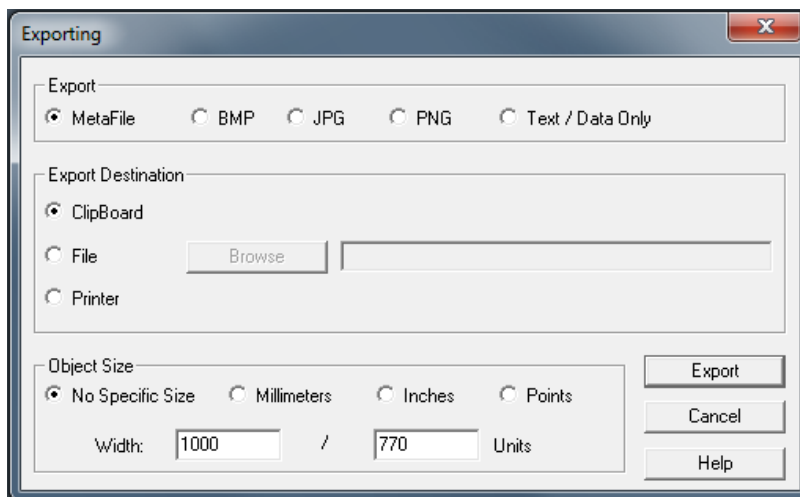 Exporting
Export
MetaFile BMP JPG PNG Text / Data Only
Export Destination
ClipBoard
File Browse
Printer
Object Size
No Specific Size Millimeters Inches Points
Width: 1000 / 770 Units
Export
Cancel
Help